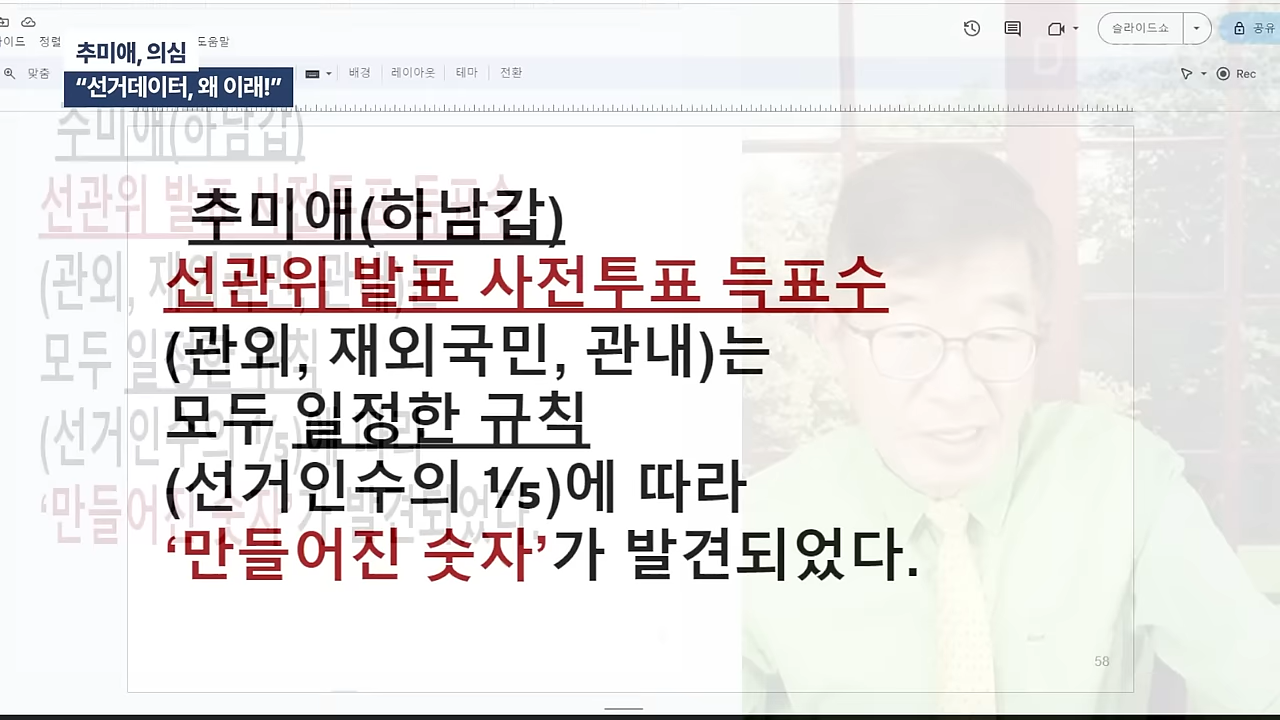 이드
정렬
도움말
슬라이드쇼
공유
추미애, 의심
맞춤
배경
레이아웃
테마
전환
Rec
“선거데이터, 왜 이래!”
추미애(하남갑)
선관위 발표 사전투표 득표수
(관외, 재외국민, 관내)는
모두 일정한 규칙
(선거인수의 ⅕)에 따라
‘만들어진 숫자’가 발견되었다.
58